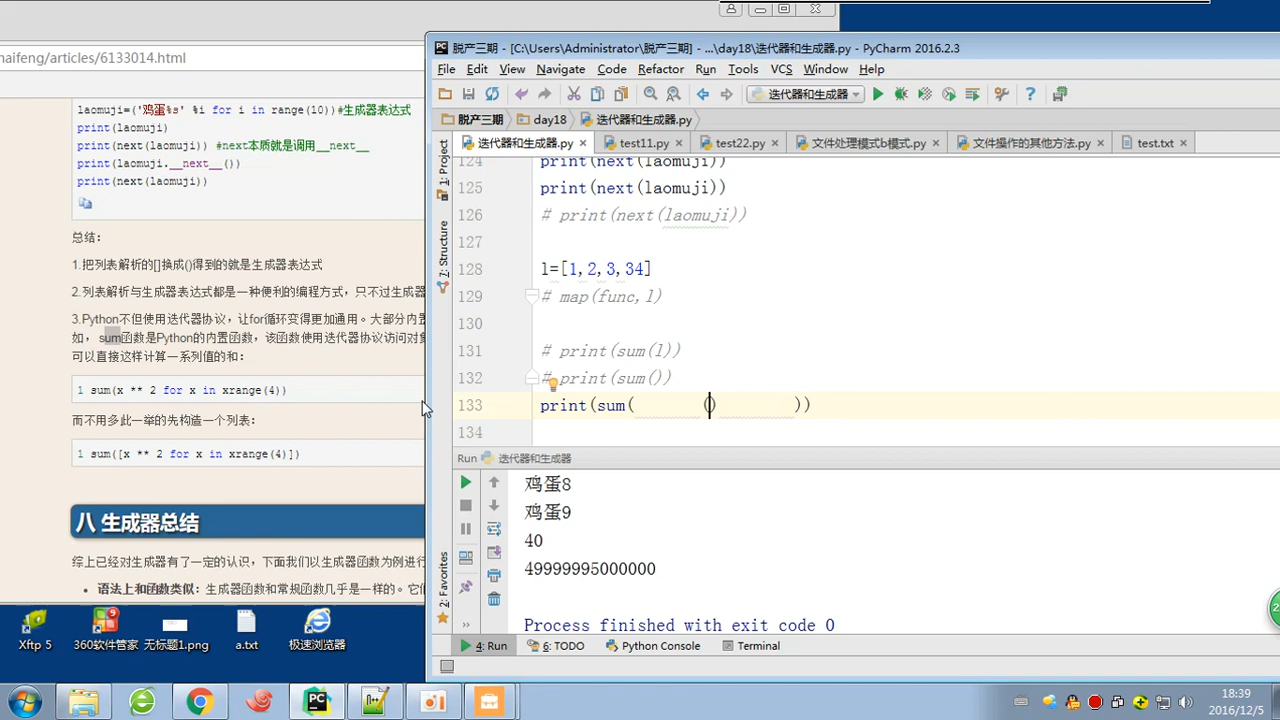 haifeng/articles/6133014.html
laomuji=('鸡蛋%s' %i for i in range(10))#生成器表达式
print(laomuji)
print(next(laomuji)) #next本质就是调用__next__
print(laomuji.__next__())
print(next(laomuji))
总结:
1.把列表解析的[]换成()得到的就是生成器表达式
2.列表解析与生成器表达式都是一种便利的编程方式，只不过生成器
3.Python不但使用迭代器协议，让for循环变得更加通用。大部分内置
如， sum函数是Python的内置函数，该函数使用迭代器协议访问对象
可以直接这样计算一系列值的和:
1 sum(x ** 2 for x in xrange(4))
而不用多此一举的先构造一个列表:
1 sum([x ** 2 for x in xrange(4)])
八 生成器总结
综上已经对生成器有了一定的认识，下面我们以生成器函数为例进行
语法上和函数类似：生成器函数和常规函数几乎是一样的。它们
脱产三期 - [C:\Users\Administrator\脱产三期] - ...\day18\迭代器和生成器.py - PyCharm 2016.2.3
File Edit View Navigate Code Refactor Run Tools VCS Window Help
迭代器和生成器
脱产三期 day18 迭代器和生成器.py
迭代器和生成器.py test11.py test22.py 文件处理模式b模式.py 文件操作的其他方法.py test.txt
1: Project
7: Structure
2: Favorites
124 print(next(laomuji))
125 print(next(laomuji))
126 # print(next(laomuji))
127
128 l=[1,2,3,34]
129 # map(func,l)
130
131 # print(sum(l))
132 # print(sum())
133 print(sum( () ))
134
Run 迭代器和生成器
鸡蛋8
鸡蛋9
40
49999995000000
Process finished with exit code 0
4: Run 6: TODO Python Console Terminal
Xftp 5 360软件管家 无标题1.png a.txt 极速浏览器
18:39
2016/12/5